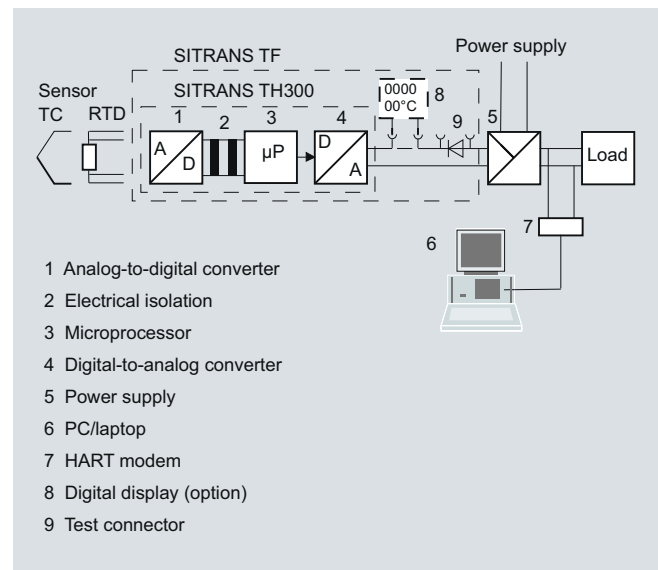 Power supply
SITRANS TF
Sensor
SITRANS TH300
0000
00°C
8
TC
RTD
1
2
3
4
9
5
A
D
µP
D
A
Load
7
6
1 Analog-to-digital converter
2 Electrical isolation
3 Microprocessor
4 Digital-to-analog converter
5 Power supply
6 PC/laptop
7 HART modem
8 Digital display (option)
9 Test connector